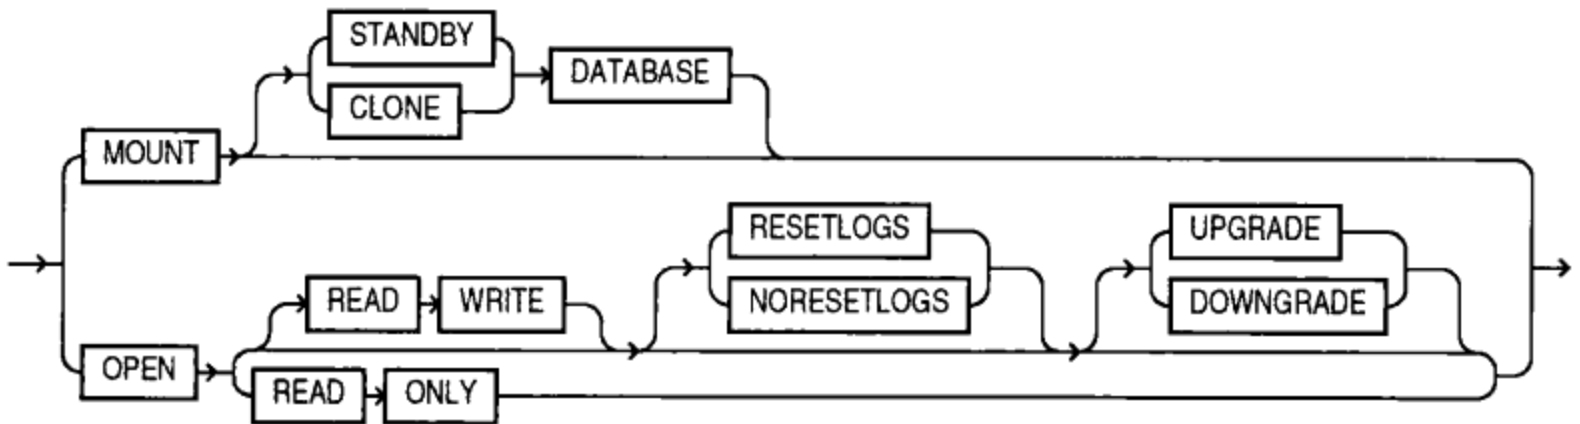 STANDBY
DATABASE
CLONE
MOUNT
RESETLOGS
UPGRADE
READ WRITE
NORESETLOGS
DOWNGRADE
OPEN
READ ONLY